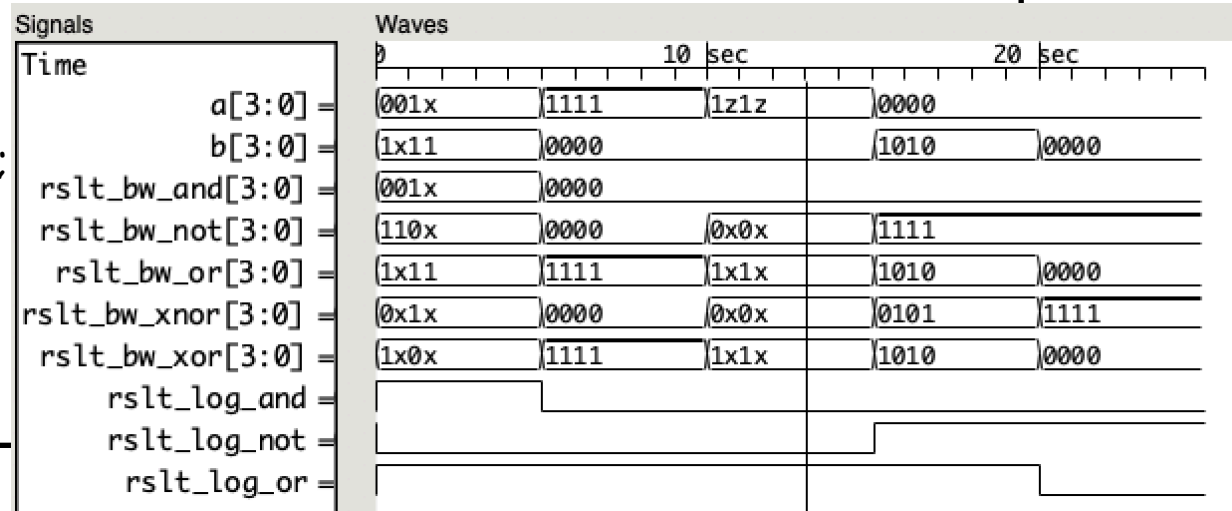 Signals Waves
Time 0 10 sec 20 sec
a[3:0] = 001x 1111 1z1z 0000
; b[3:0] = 1x11 0000 1010 0000
rslt_bw_and[3:0] = 001x 0000
rslt_bw_not[3:0] = 110x 0000 0x0x 1111
rslt_bw_or[3:0] = 1x11 1111 1x1x 1010 0000
rslt_bw_xnor[3:0] = 0x1x 0000 0x0x 0101 1111
rslt_bw_xor[3:0] = 1x0x 1111 1x1x 1010 0000
rslt_log_and =
rslt_log_not =
rslt_log_or =